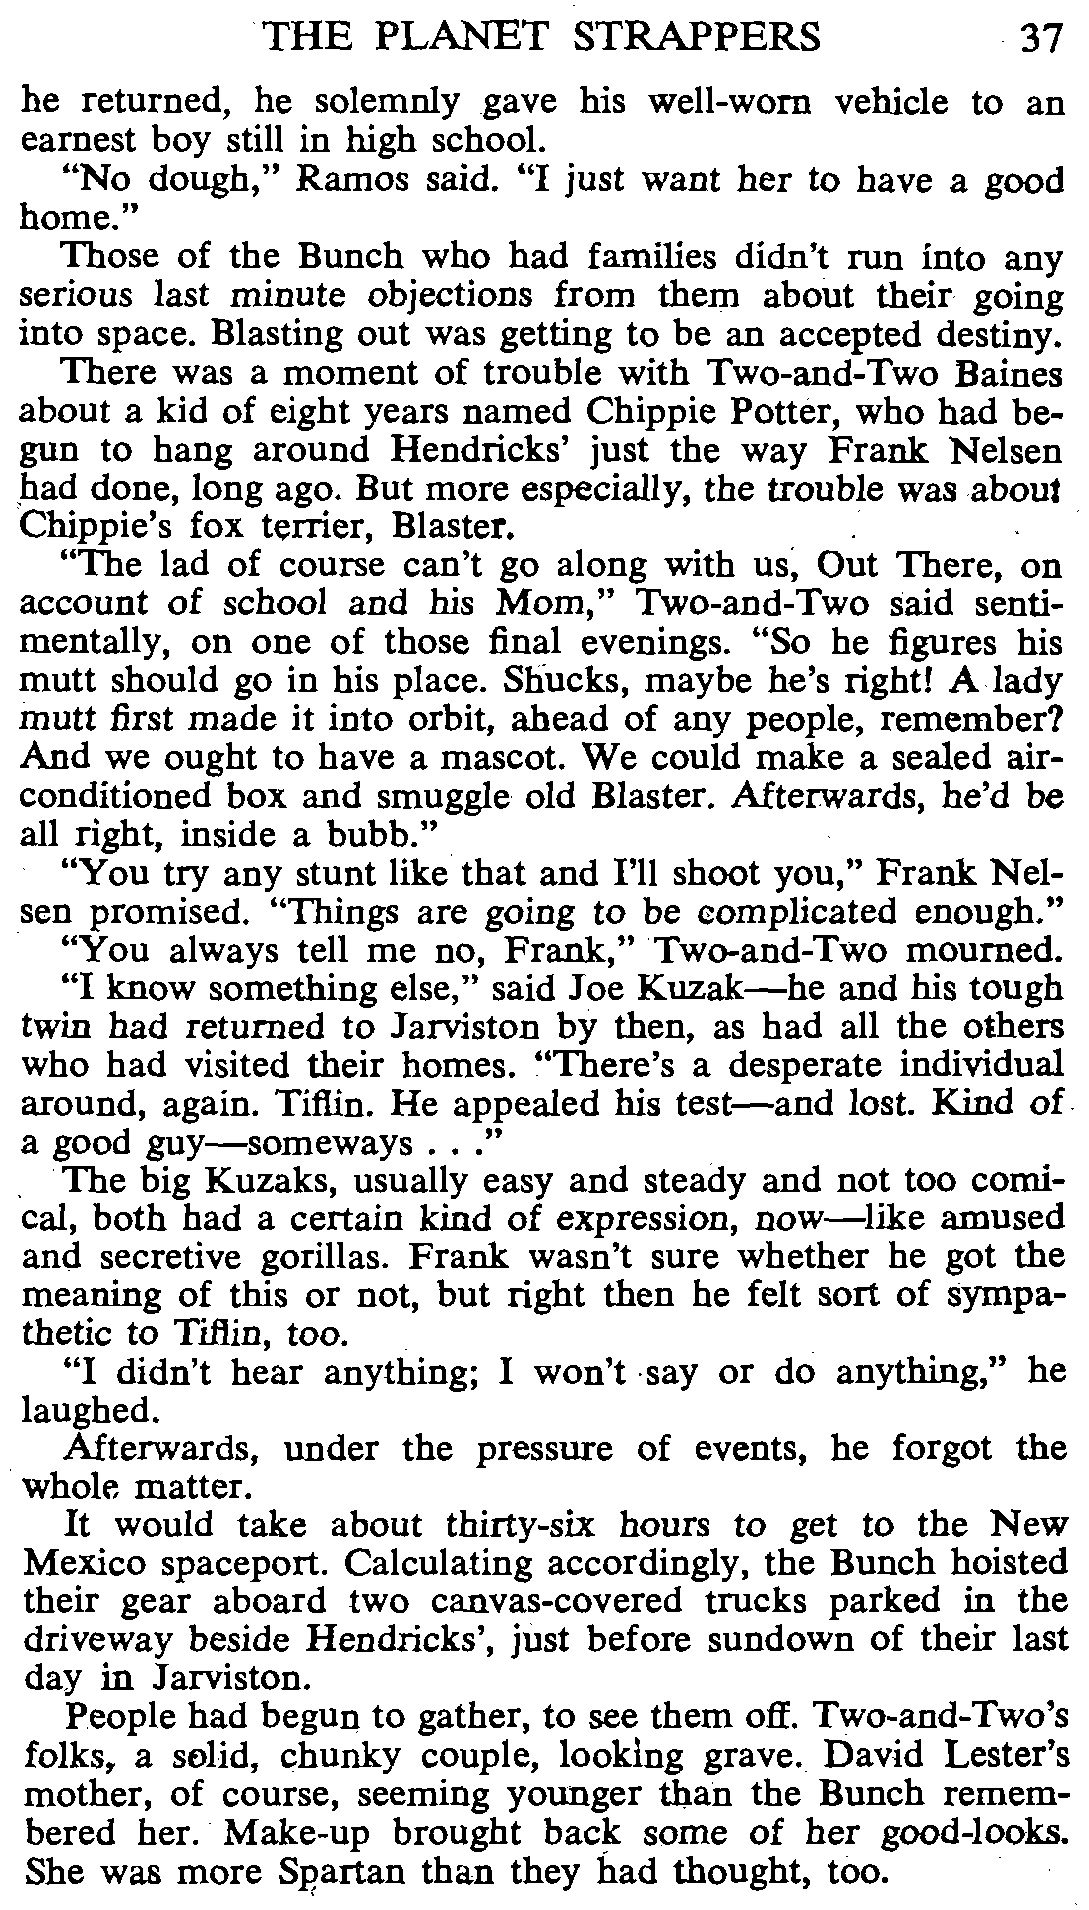 THE PLANET STRAPPERS 37
he returned, he solemnly gave his well-worn vehicle to an
earnest boy still in high school.
“No dough,” Ramos said. “I just want her to have a good
home.”
Those of the Bunch who had families didn’t run into any
serious last minute objections from them about their going
into space. Blasting out was getting to be an accepted destiny.
There was a moment of trouble with Two-and-Two Baines
about a kid of eight years named Chippie Potter, who had be-
gun to hang around Hendricks’ just the way Frank Nelsen
had done, long ago. But more especially, the trouble was about
Chippie’s fox terrier, Blaster.
“The lad of course can’t go along with us, Out There, on
account of school and his Mom,” Two-and-Two said senti-
mentally, on one of those final evenings. “So he figures his
mutt should go in his place. Shucks, maybe he’s right! A lady
mutt first made it into orbit, ahead of any people, remember?
And we ought to have a mascot. We could make a sealed air-
conditioned box and smuggle old Blaster. Afterwards, he’d be
all right, inside a bubb.”
“You try any stunt like that and I’ll shoot you,” Frank Nel-
sen promised. “Things are going to be complicated enough.”
“You always tell me no, Frank,” Two-and-Two mourned.
“I know something else,” said Joe Kuzak—he and his tough
twin had returned to Jarviston by then, as had all the others
who had visited their homes. “There’s a desperate individual
around, again. Tiflin. He appealed his test—and lost. Kind of
a good guy—someways . . .”
The big Kuzaks, usually easy and steady and not too comi-
cal, both had a certain kind of expression, now—like amused
and secretive gorillas. Frank wasn’t sure whether he got the
meaning of this or not, but right then he felt sort of sympa-
thetic to Tiflin, too.
“I didn’t hear anything; I won’t say or do anything,” he
laughed.
Afterwards, under the pressure of events, he forgot the
whole matter.
It would take about thirty-six hours to get to the New
Mexico spaceport. Calculating accordingly, the Bunch hoisted
their gear aboard two canvas-covered trucks parked in the
driveway beside Hendricks’, just before sundown of their last
day in Jarviston.
People had begun to gather, to see them off. Two-and-Two’s
folks, a solid, chunky couple, looking grave. David Lester’s
mother, of course, seeming younger than the Bunch remem-
bered her. Make-up brought back some of her good-looks.
She was more Spartan than they had thought, too.